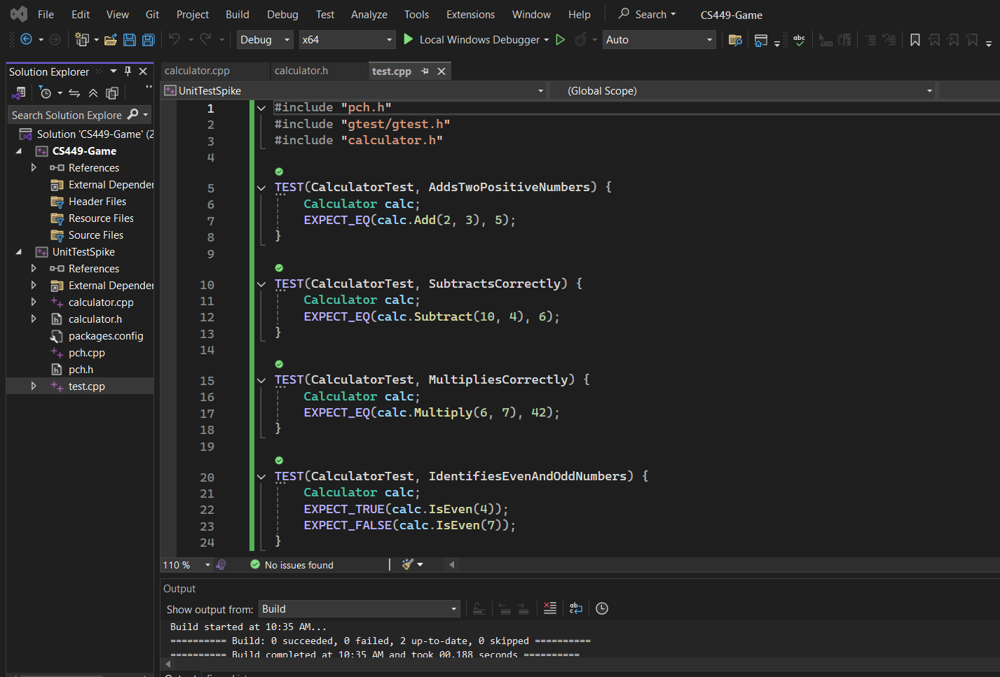 File Edit View Git Project Build Debug Test Analyze Tools Extensions Window Help Search CS449-Game
Debug x64 Local Windows Debugger Auto
Solution Explorer
Search Solution Explore
Solution 'CS449-Game' (2
CS449-Game
References
External Depender
Header Files
Resource Files
Source Files
UnitTestSpike
References
External Depender
calculator.cpp
calculator.h
packages.config
pch.cpp
pch.h
test.cpp
calculator.cpp calculator.h test.cpp
UnitTestSpike (Global Scope)
1 #include "pch.h"
2 #include "gtest/gtest.h"
3 #include "calculator.h"
4
5 TEST(CalculatorTest, AddsTwoPositiveNumbers) {
6 Calculator calc;
7 EXPECT_EQ(calc.Add(2, 3), 5);
8 }
9
10 TEST(CalculatorTest, SubtractsCorrectly) {
11 Calculator calc;
12 EXPECT_EQ(calc.Subtract(10, 4), 6);
13 }
14
15 TEST(CalculatorTest, MultipliesCorrectly) {
16 Calculator calc;
17 EXPECT_EQ(calc.Multiply(6, 7), 42);
18 }
19
20 TEST(CalculatorTest, IdentifiesEvenAndOddNumbers) {
21 Calculator calc;
22 EXPECT_TRUE(calc.IsEven(4));
23 EXPECT_FALSE(calc.IsEven(7));
24 }
110 % No issues found
Output
Show output from: Build
Build started at 10:35 AM...
========== Build: 0 succeeded, 0 failed, 2 up-to-date, 0 skipped ==========
========== Build completed at 10:35 AM and took 00.188 seconds ==========